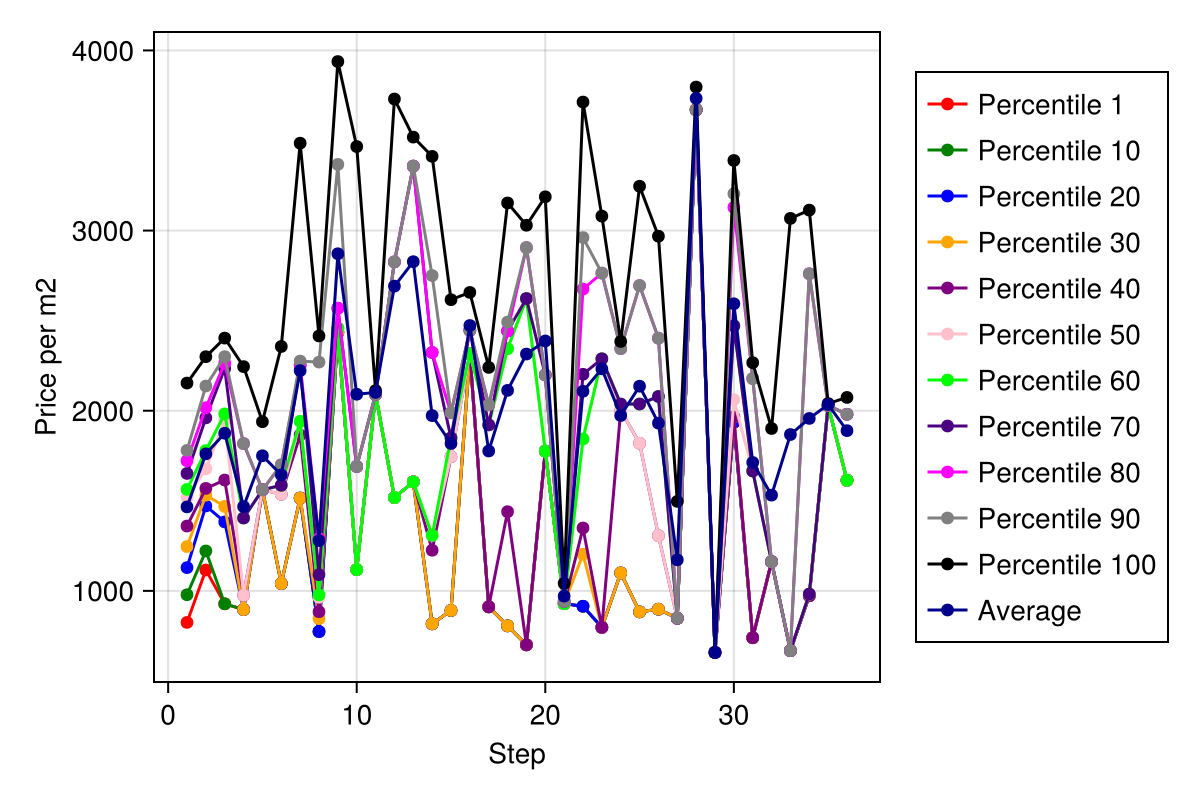 4000
3000
2000
1000
Price per m2
0 10 20 30
Step
Percentile 1
Percentile 10
Percentile 20
Percentile 30
Percentile 40
Percentile 50
Percentile 60
Percentile 70
Percentile 80
Percentile 90
Percentile 100
Average